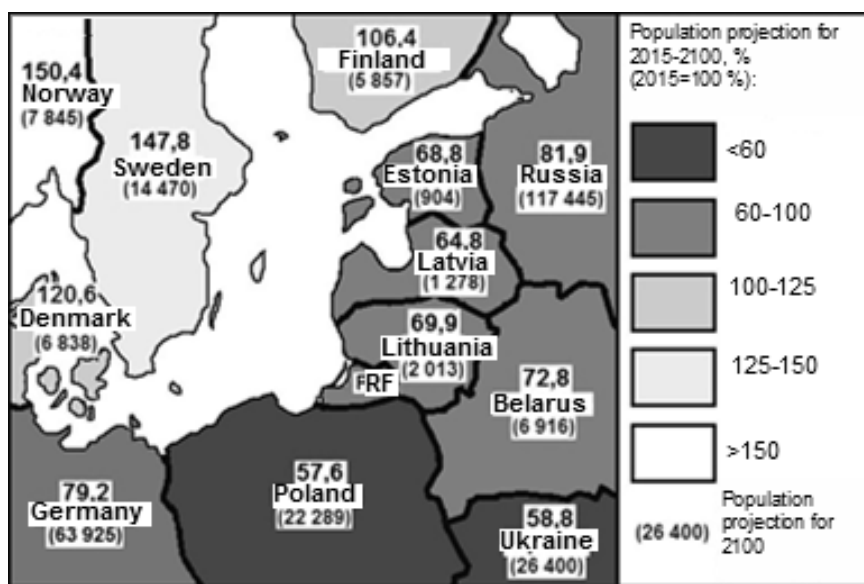 150,4
Norway
(7 845)
147,8
Sweden
(14 470)
106,4
Finland
(5 857)
68,8
Estonia
(904)
81,9
Russia
(117 445)
64,8
Latvia
(1 278)
120,6
Denmark
(6 838)
69,9
Lithuania
(2 013)
RF
72,8
Belarus
(6 916)
79.2
Germany
(63 925)
57,6
Poland
(22 289)
58,8
Ukraine
(26 400)
Population projection for
2015-2100, %
(2015=100 %):
<60
60-100
100-125
125-150
>150
(26 400)
Population
projection for
2100